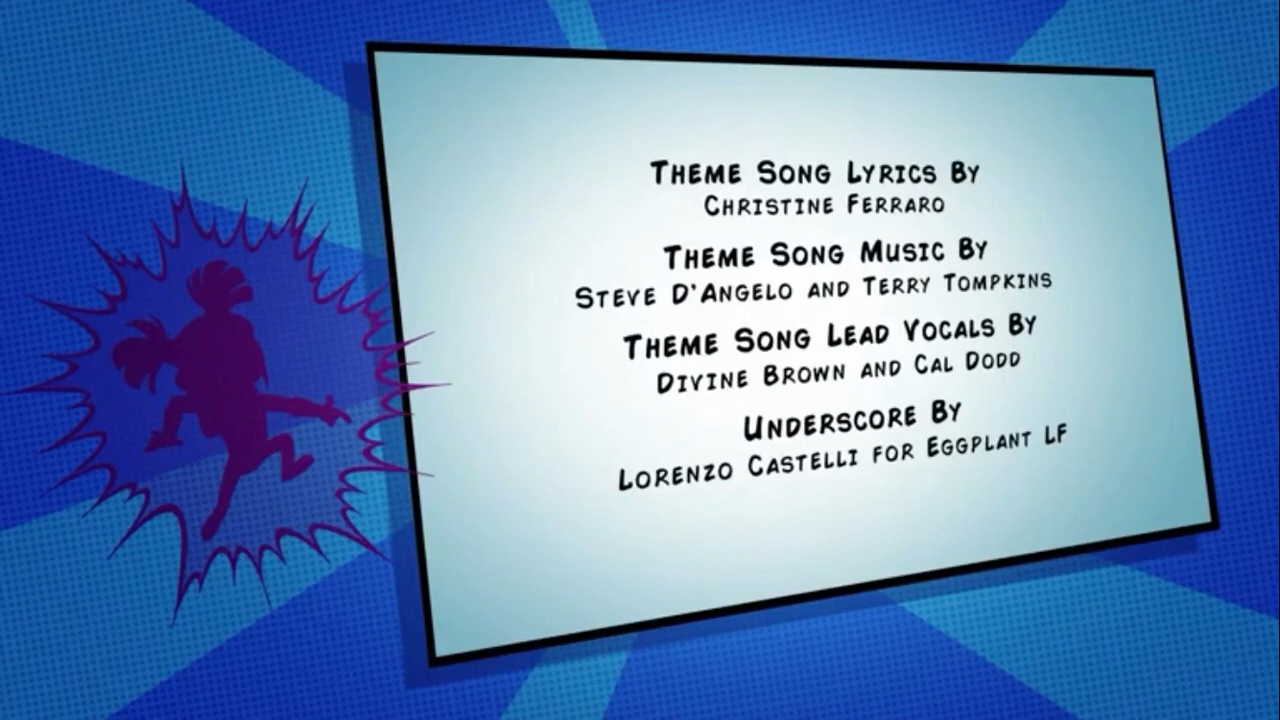 Theme Song Lyrics By
Christine Ferraro
Theme Song Music By
Steve D'Angelo and Terry Tompkins
Theme Song Lead Vocals By
Divine Brown and Cal Dodd
Underscore By
Lorenzo Castelli for Eggplant LF